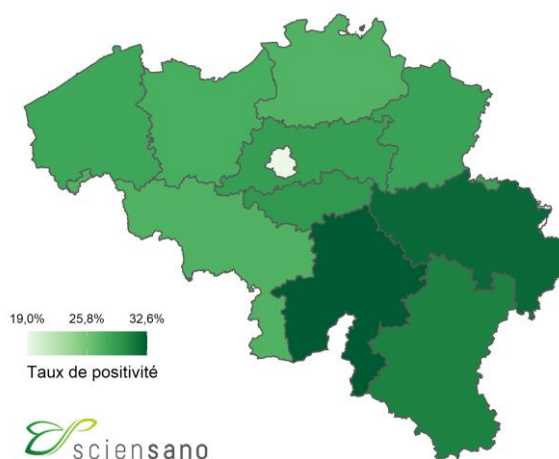 19,0% 25,8% 32,6%
Taux de positivité
sciensano